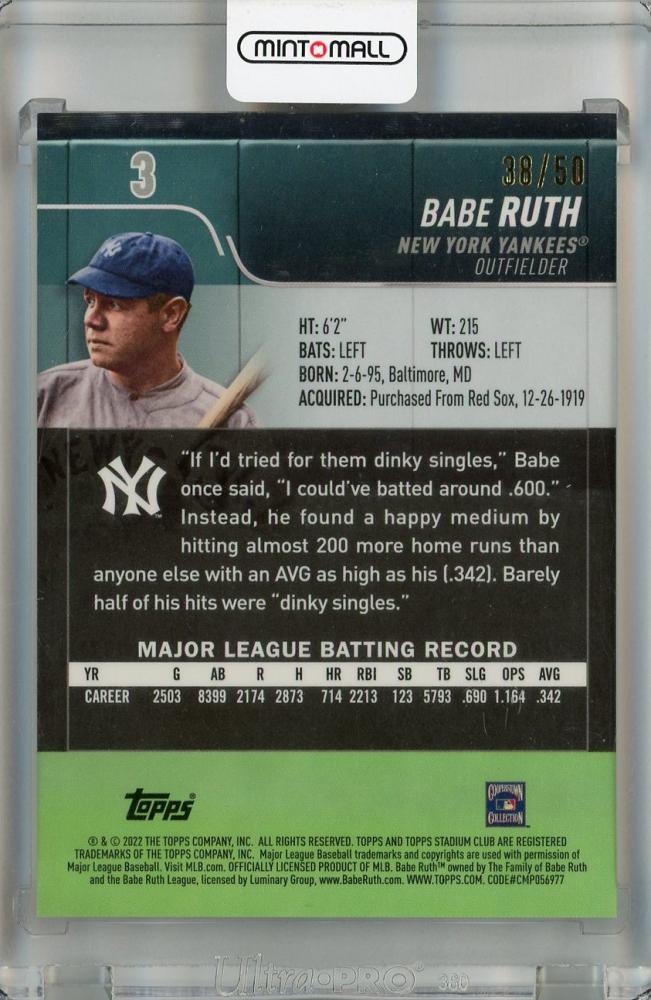 MINTMALL
3
38/50
BABE RUTH
NEW YORK YANKEES®
OUTFIELDER
HT: 6'2" WT: 215
BATS: LEFT THROWS: LEFT
BORN: 2-6-95, Baltimore, MD
ACQUIRED: Purchased From Red Sox, 12-26-1919
NY
"If I'd tried for them dinky singles," Babe
once said, "I could've batted around .600."
Instead, he found a happy medium by
hitting almost 200 more home runs than
anyone else with an AVG as high as his (.342). Barely
half of his hits were "dinky singles."
MAJOR LEAGUE BATTING RECORD
YR G AB R H HR RBI SB TB SLG OPS AVG
CAREER 2503 8399 2174 2873 714 2213 123 5793 .690 1.164 .342
Topps®
COOPERSTOWN
COLLECTION
® & © 2022 THE TOPPS COMPANY, INC. ALL RIGHTS RESERVED. TOPPS AND TOPPS STADIUM CLUB ARE REGISTERED
TRADEMARKS OF THE TOPPS COMPANY, INC. Major League Baseball trademarks and copyrights are used with permission of
Major League Baseball. Visit MLB.com. OFFICIALLY LICENSED PRODUCT OF MLB. Babe Ruth™ owned by The Family of Babe Ruth
and the Babe Ruth League, licensed by Luminary Group, www.BabeRuth.com. WWW.TOPPS.COM. CODE#CMP056977
Ultra·PRO® 360